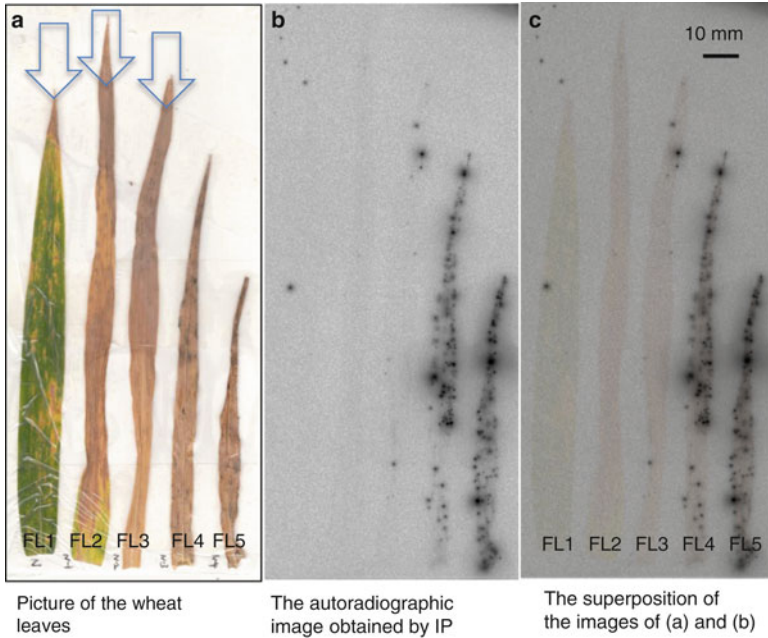 a
FL1 FL2 FL3 FL4 FL5
Picture of the wheat
leaves
b
The autoradiographic
image obtained by IP
c
10 mm
FL1 FL2 FL3 FL4 FL5
The superposition of
the images of (a) and (b)